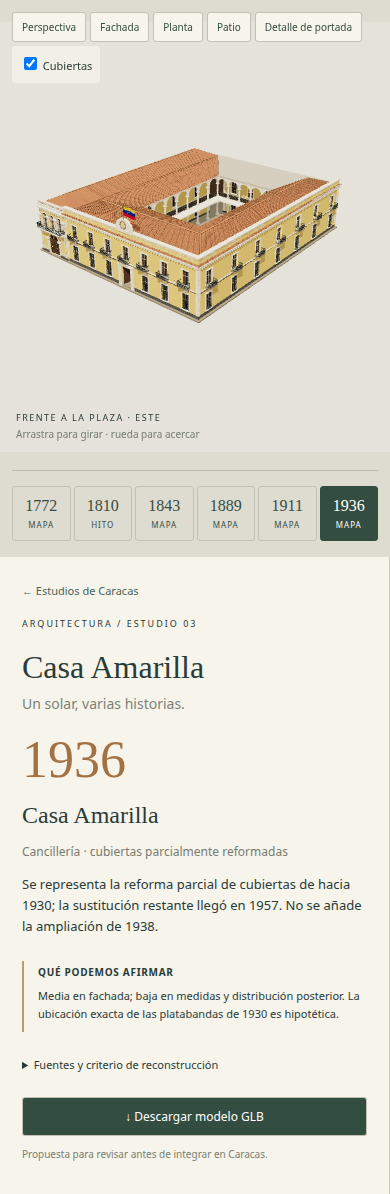 Perspectiva
Fachada
Planta
Patio
Detalle de portada
Cubiertas
FRENTE A LA PLAZA · ESTE
Arrastra para girar · rueda para acercar
1772
MAPA
1810
HITO
1843
MAPA
1889
MAPA
1911
MAPA
1936
MAPA
← Estudios de Caracas
ARQUITECTURA / ESTUDIO 03
Casa Amarilla
Un solar, varias historias.
1936
Casa Amarilla
Cancillería · cubiertas parcialmente reformadas
Se representa la reforma parcial de cubiertas de hacia
1930; la sustitución restante llegó en 1957. No se añade
la ampliación de 1938.
QUÉ PODEMOS AFIRMAR
Media en fachada; baja en medidas y distribución posterior. La
ubicación exacta de las platabandas de 1930 es hipotética.
▶ Fuentes y criterio de reconstrucción
↓ Descargar modelo GLB
Propuesta para revisar antes de integrar en Caracas.